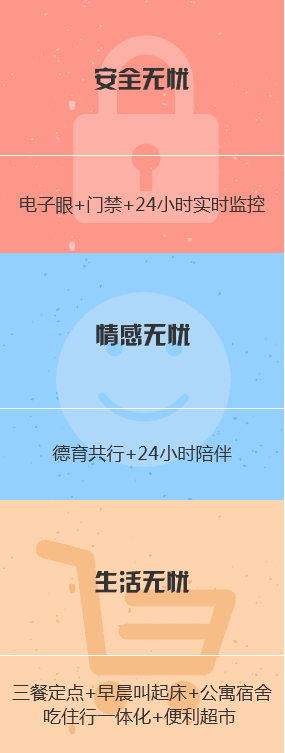 安全无忧
电子眼+门禁+24小时实时监控
情感无忧
德育共行+24小时陪伴
生活无忧
三餐定点+早晨叫起床+公寓宿舍
吃住行一体化+便利超市